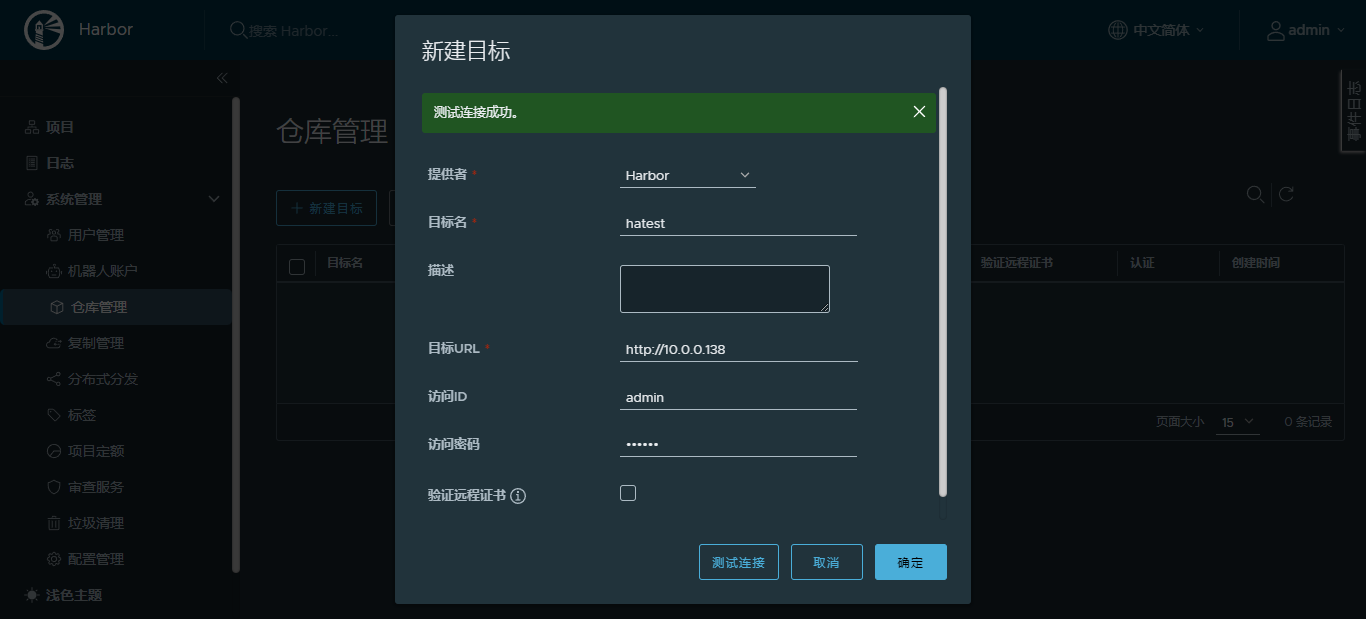 Harbor
搜索 Harbor...
中文简体
admin
事件日志
项目
日志
系统管理
用户管理
机器人账户
仓库管理
复制管理
分布式分发
标签
项目定额
审查服务
垃圾清理
配置管理
浅色主题
仓库管理
新建目标
目标名
验证远程证书
认证
创建时间
页面大小
15
0 条记录
新建目标
测试连接成功。
提供者 *
Harbor
目标名 *
hatest
描述
目标URL *
http://10.0.0.138
访问ID
admin
访问密码
••••••
验证远程证书
测试连接
取消
确定